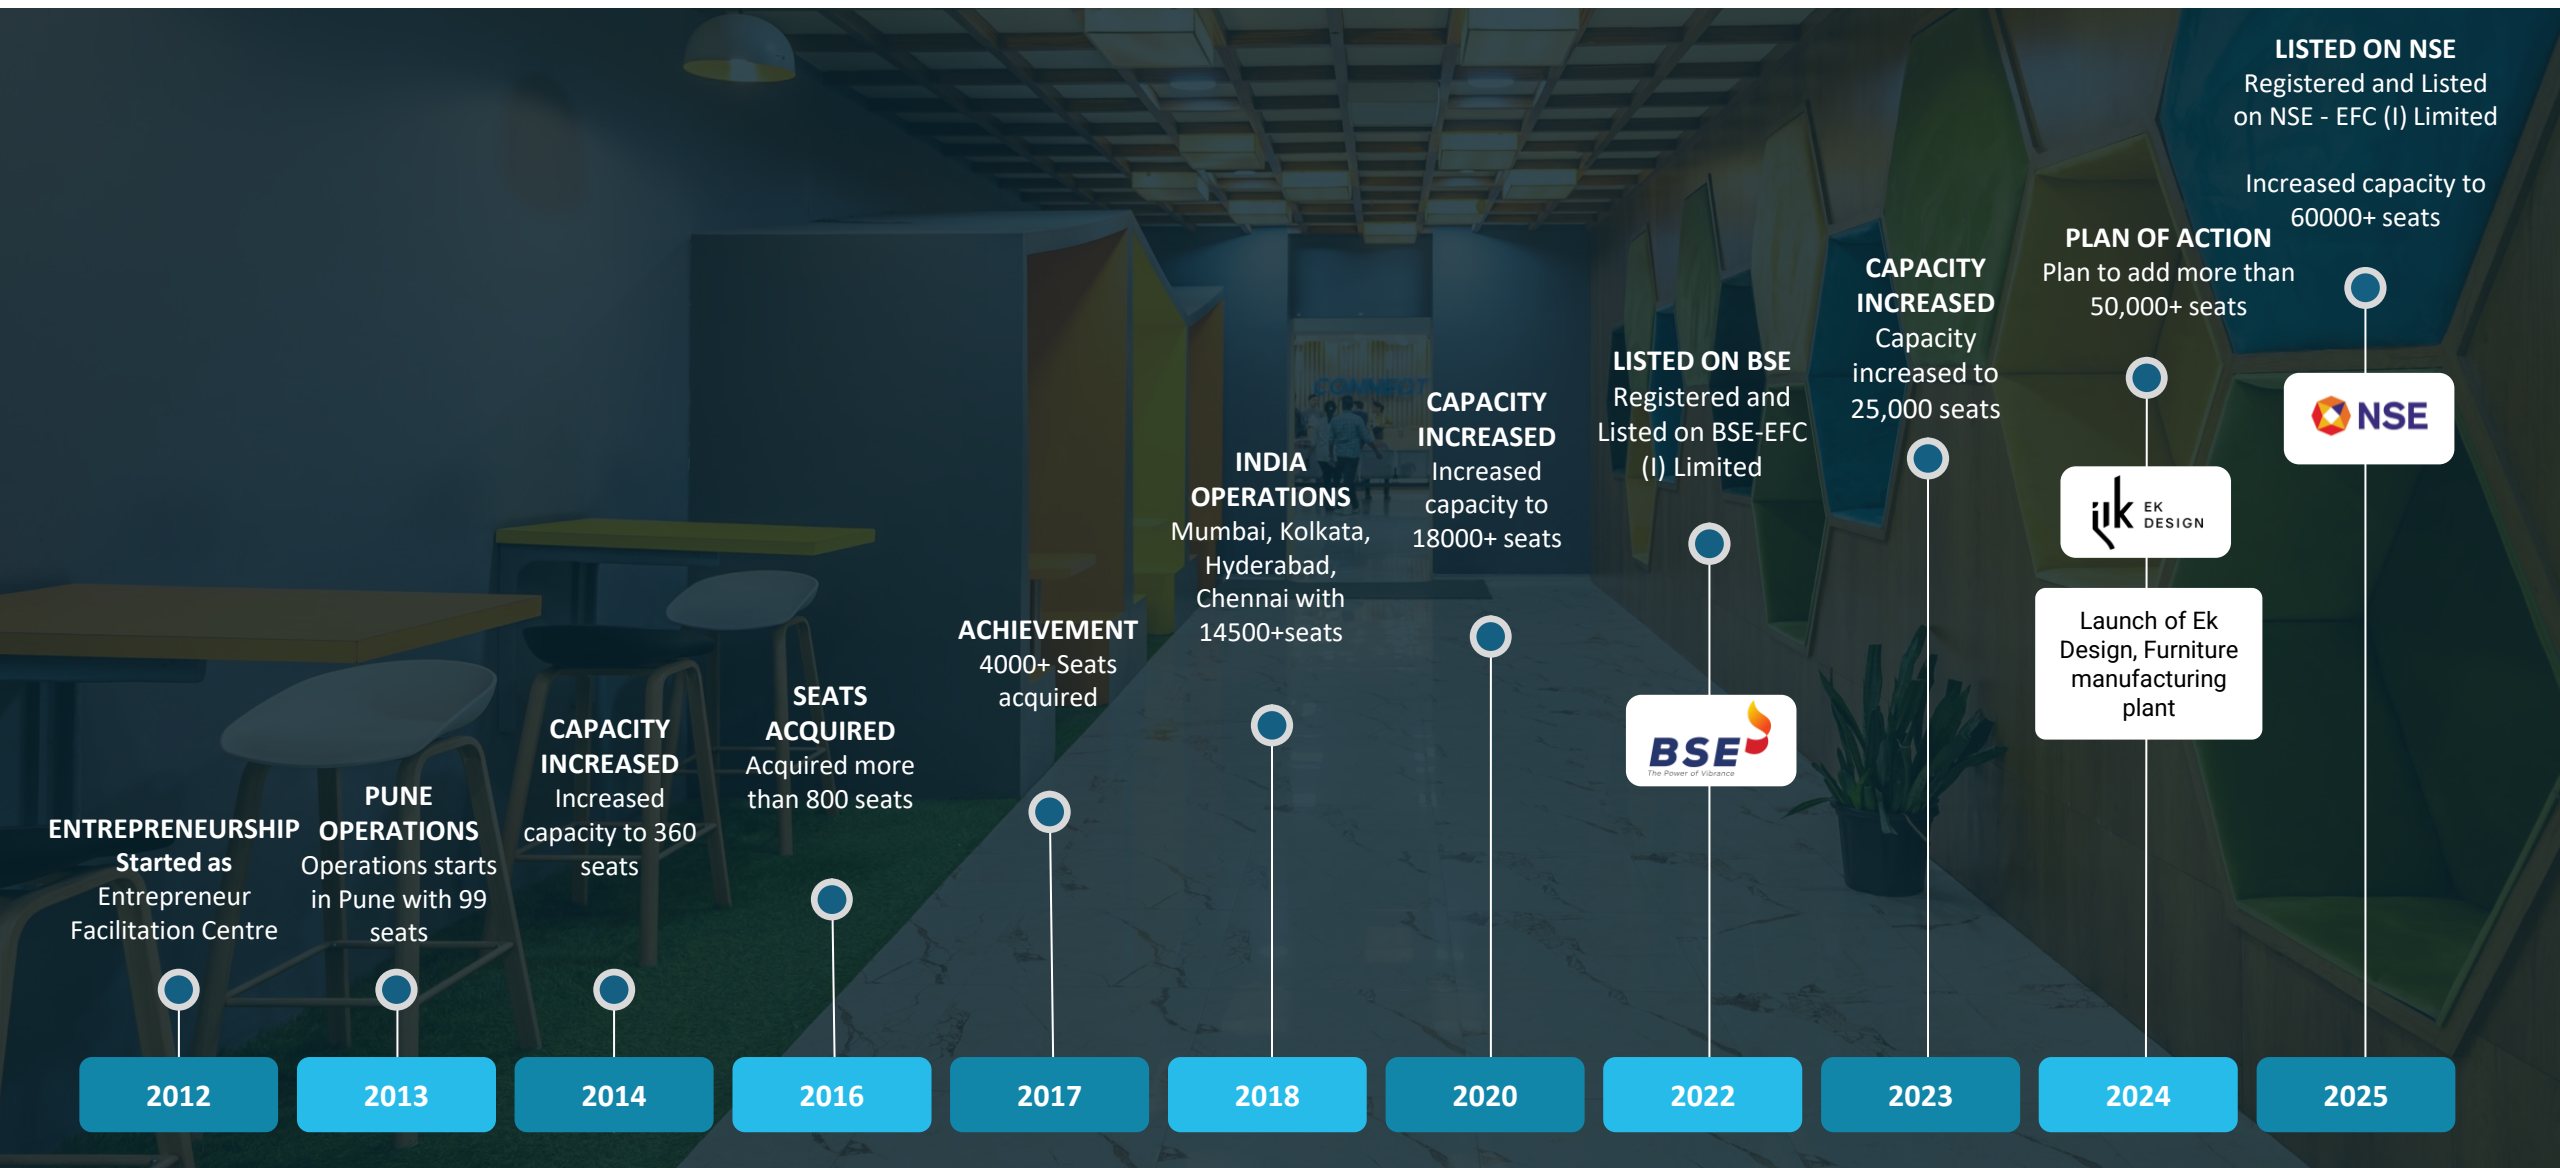 ENTREPRENEURSHIP
Started as
Entrepreneur
Facilitation Centre
2012
PUNE
OPERATIONS
Operations starts
in Pune with 99
seats
2013
CAPACITY
INCREASED
Increased
capacity to 360
seats
2014
SEATS
ACQUIRED
Acquired more
than 800 seats
2016
ACHIEVEMENT
4000+ Seats
acquired
2017
INDIA
OPERATIONS
Mumbai, Kolkata,
Hyderabad,
Chennai with
14500+seats
2018
CAPACITY
INCREASED
Increased
capacity to
18000+ seats
2020
LISTED ON BSE
Registered and
Listed on BSE-EFC
(I) Limited
BSE
The Power of Vibrance
2022
CAPACITY
INCREASED
Capacity
increased to
25,000 seats
2023
PLAN OF ACTION
Plan to add more than
50,000+ seats
EK
DESIGN
Launch of Ek
Design, Furniture
manufacturing
plant
2024
LISTED ON NSE
Registered and Listed
on NSE - EFC (I) Limited
Increased capacity to
60000+ seats
NSE
2025
CONNECT